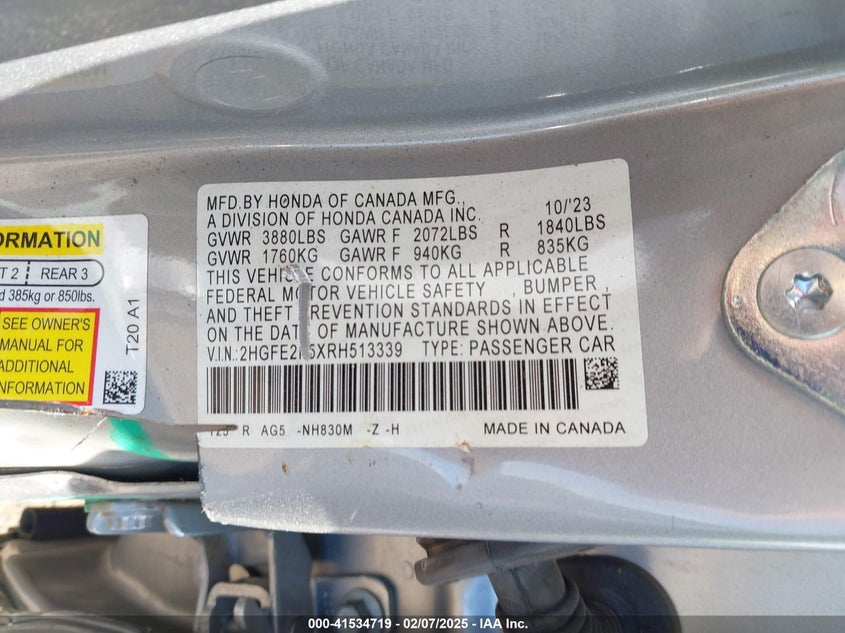 ORMATION
T 2 REAR 3
d 385kg or 850lbs.
SEE OWNER'S
MANUAL FOR
ADDITIONAL
INFORMATION
T20 A1
MFD.BY HONDA OF CANADA MFG., 10/'23
A DIVISION OF HONDA CANADA INC.
GVWR 3880LBS GAWR F 2072LBS R 1840LBS
GVWR 1760KG GAWR F 940KG R 835KG
THIS VEHICLE CONFORMS TO ALL APPLICABLE
FEDERAL MOTOR VEHICLE SAFETY , BUMPER ,
AND THEFT PREVENTION STANDARDS IN EFFECT
ON THE DATE OF MANUFACTURE SHOWN ABOVE.
V.I.N.: TYPE: PASSENGER CAR
R AG5 -NH830M -Z -H MADE IN CANADA
000-41534719 — 02/07/2025 — IAA Inc.